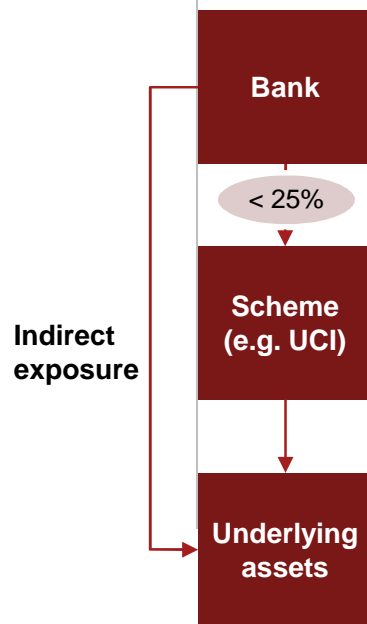 Bank
< 25%
Scheme
(e.g. UCI)
Indirect
exposure
Underlying
assets